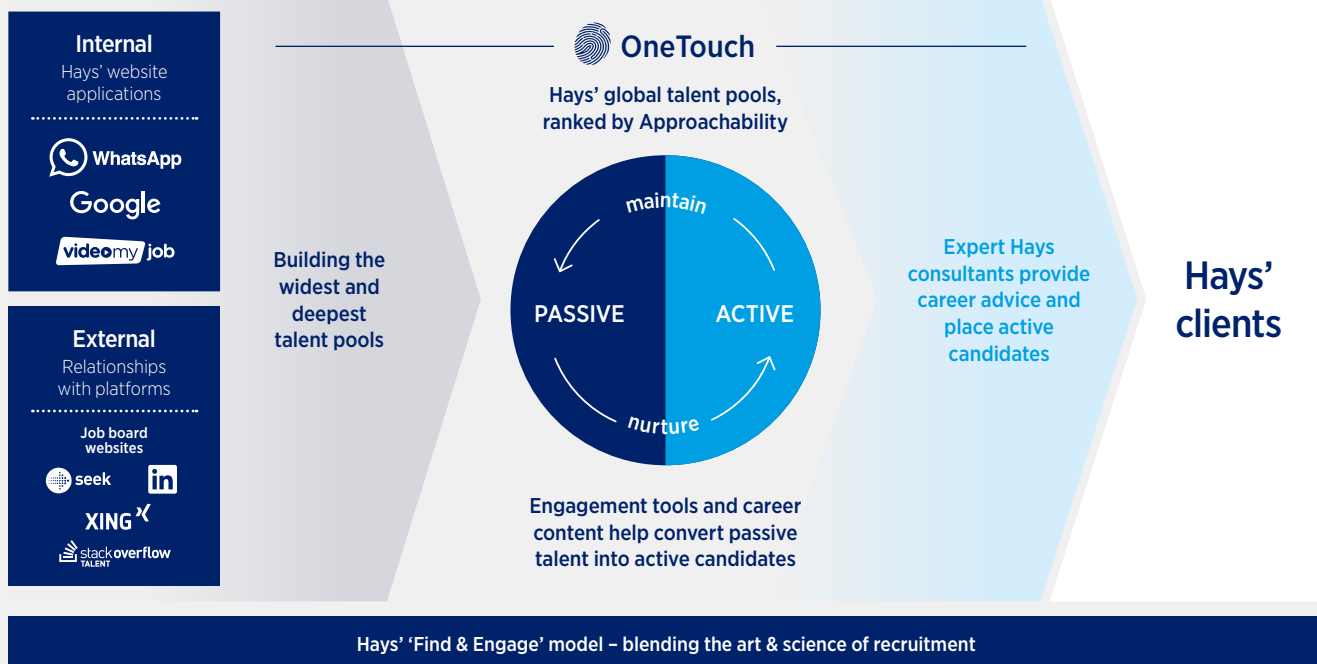 Internal
Hays' website
applications
WhatsApp
Google
videomy job
External
Relationships
with platforms
Job board
websites
seek
in
XING
stackoverflow
TALENT
Building the
widest and
deepest
talent pools
OneTouch
Hays' global talent pools,
ranked by Approachability
maintain
PASSIVE
ACTIVE
nurture
Engagement tools and career
content help convert passive
talent into active candidates
Expert Hays
consultants provide
career advice and
place active
candidates
Hays'
clients
Hays' ‘Find & Engage’ model – blending the art & science of recruitment